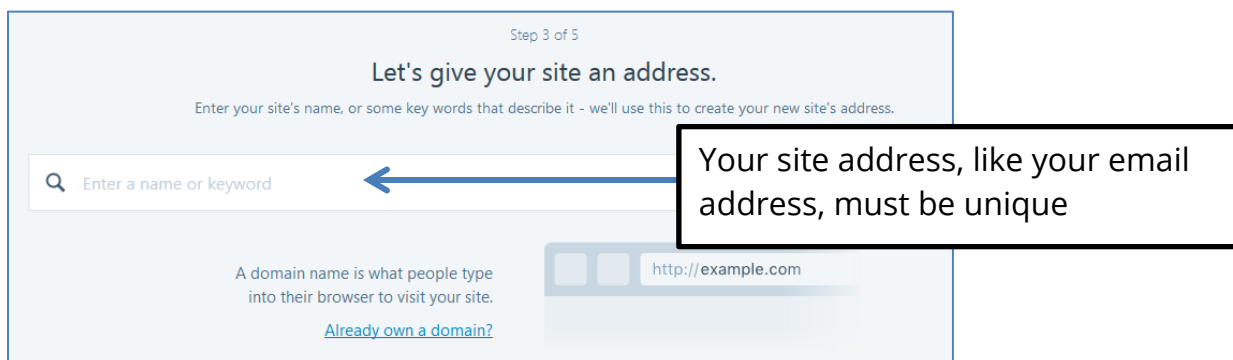 Step 3 of 5
Let's give your site an address.
Enter your site's name, or some key words that describe it - we'll use this to create your new site's address.
Your site address, like your email
address, must be unique
Enter a name or keyword
A domain name is what people type
into their browser to visit your site.
Already own a domain?
http://example.com